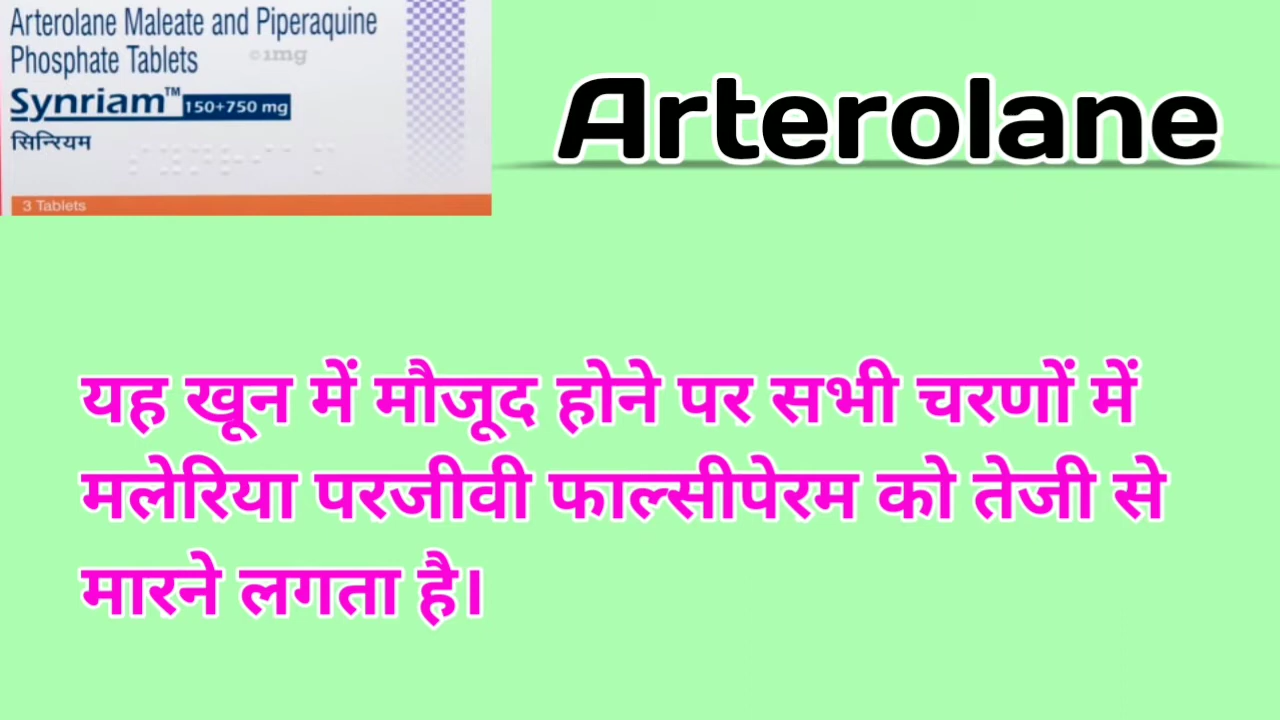 Arterolane Maleate and Piperaquine
Phosphate Tablets
©1mg
Synriam™ 150+750 mg
सिन्रियम
3 Tablets
Arterolane
यह खून में मौजूद होने पर सभी चरणों में
मलेरिया परजीवी फाल्सीपेरम को तेजी से
मारने लगता है।